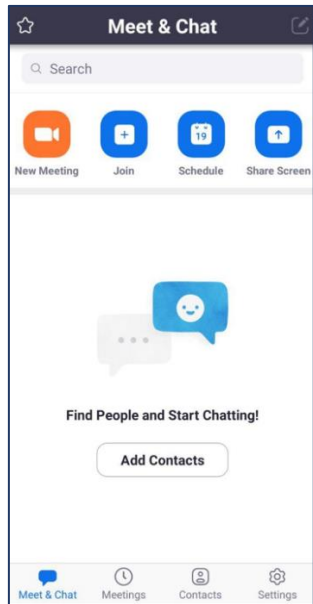 Meet & Chat
Search
19
New Meeting Join Schedule Share Screen
Find People and Start Chatting!
Add Contacts
Meet & Chat Meetings Contacts Settings